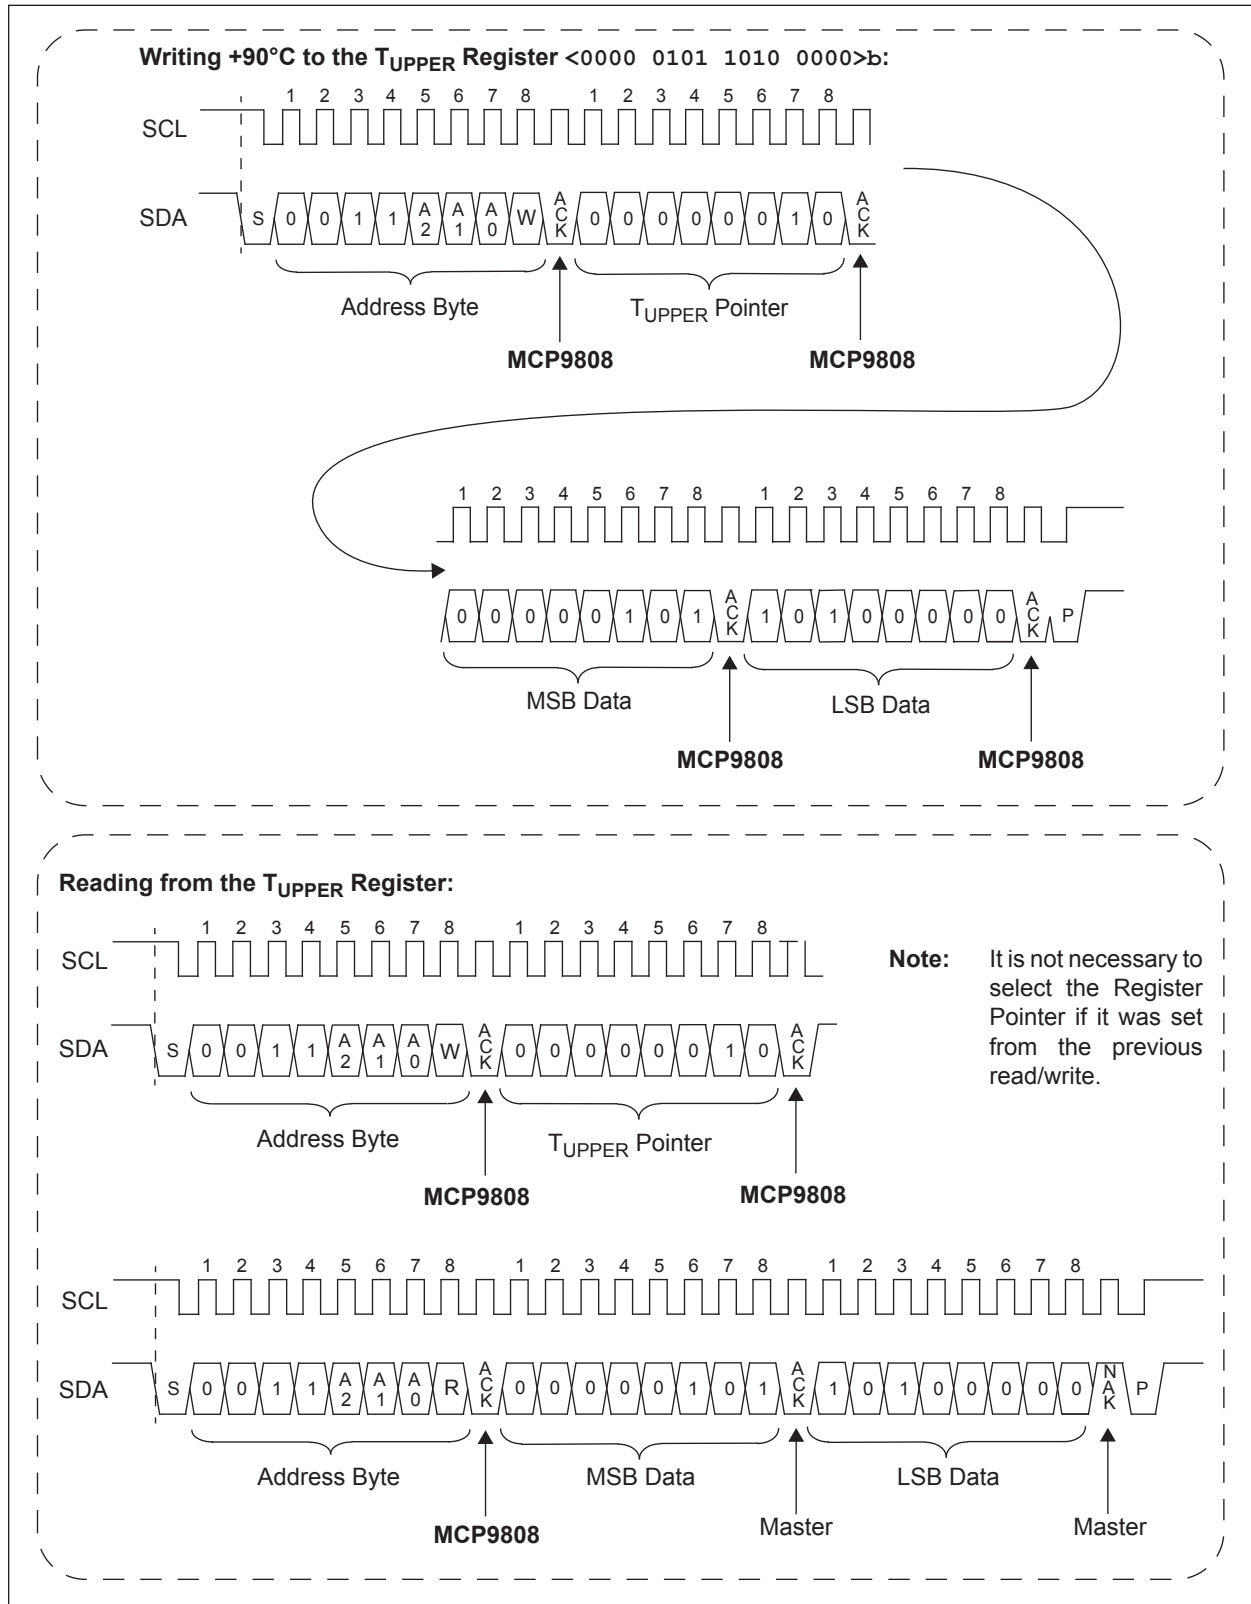 Writing +90°C to the TUPPER Register <0000 0101 1010 0000>b:
1 2 3 4 5 6 7 8 1 2 3 4 5 6 7 8
SCL
SDA S 0 0 1 1 A2 A1 A0 W ACK 0 0 0 0 0 0 1 0 ACK
Address Byte TUPPER Pointer
MCP9808 MCP9808
1 2 3 4 5 6 7 8 1 2 3 4 5 6 7 8
0 0 0 0 0 1 0 1 ACK 1 0 1 0 0 0 0 0 ACK P
MSB Data LSB Data
MCP9808 MCP9808
Reading from the TUPPER Register:
1 2 3 4 5 6 7 8 1 2 3 4 5 6 7 8
SCL
SDA S 0 0 1 1 A2 A1 A0 W ACK 0 0 0 0 0 0 1 0 ACK
Address Byte TUPPER Pointer
MCP9808 MCP9808
Note: It is not necessary to
select the Register
Pointer if it was set
from the previous
read/write.
1 2 3 4 5 6 7 8 1 2 3 4 5 6 7 8 1 2 3 4 5 6 7 8
SCL
SDA S 0 0 1 1 A2 A1 A0 R ACK 0 0 0 0 0 1 0 1 ACK 1 0 1 0 0 0 0 0 NAK P
Address Byte MSB Data LSB Data
MCP9808 Master Master